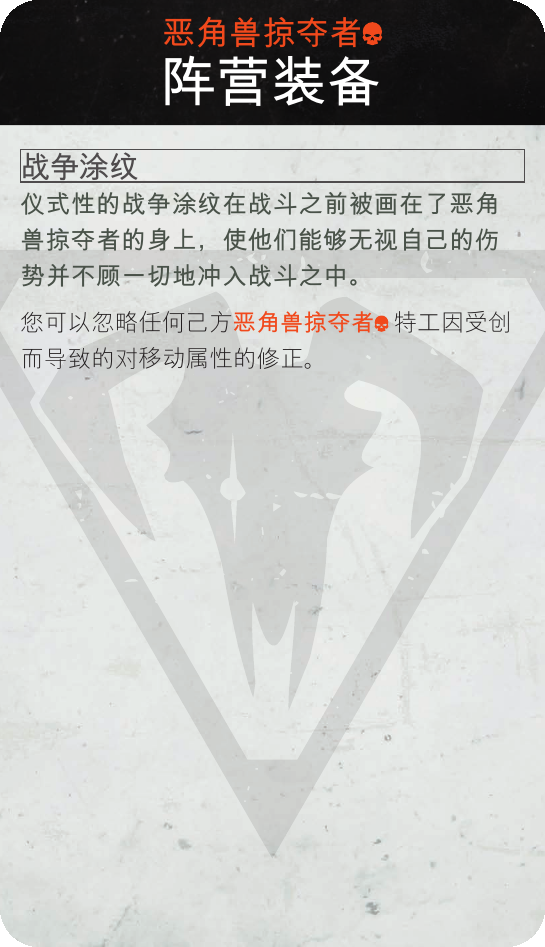 恶角兽掠夺者
阵营装备
战争涂纹
仪式性的战争涂纹在战斗之前被画在了恶角
兽掠夺者的身上，使他们能够无视自己的伤
势并不顾一切地冲入战斗之中。
您可以忽略任何己方恶角兽掠夺者 特工因受创
而导致的对移动属性的修正。